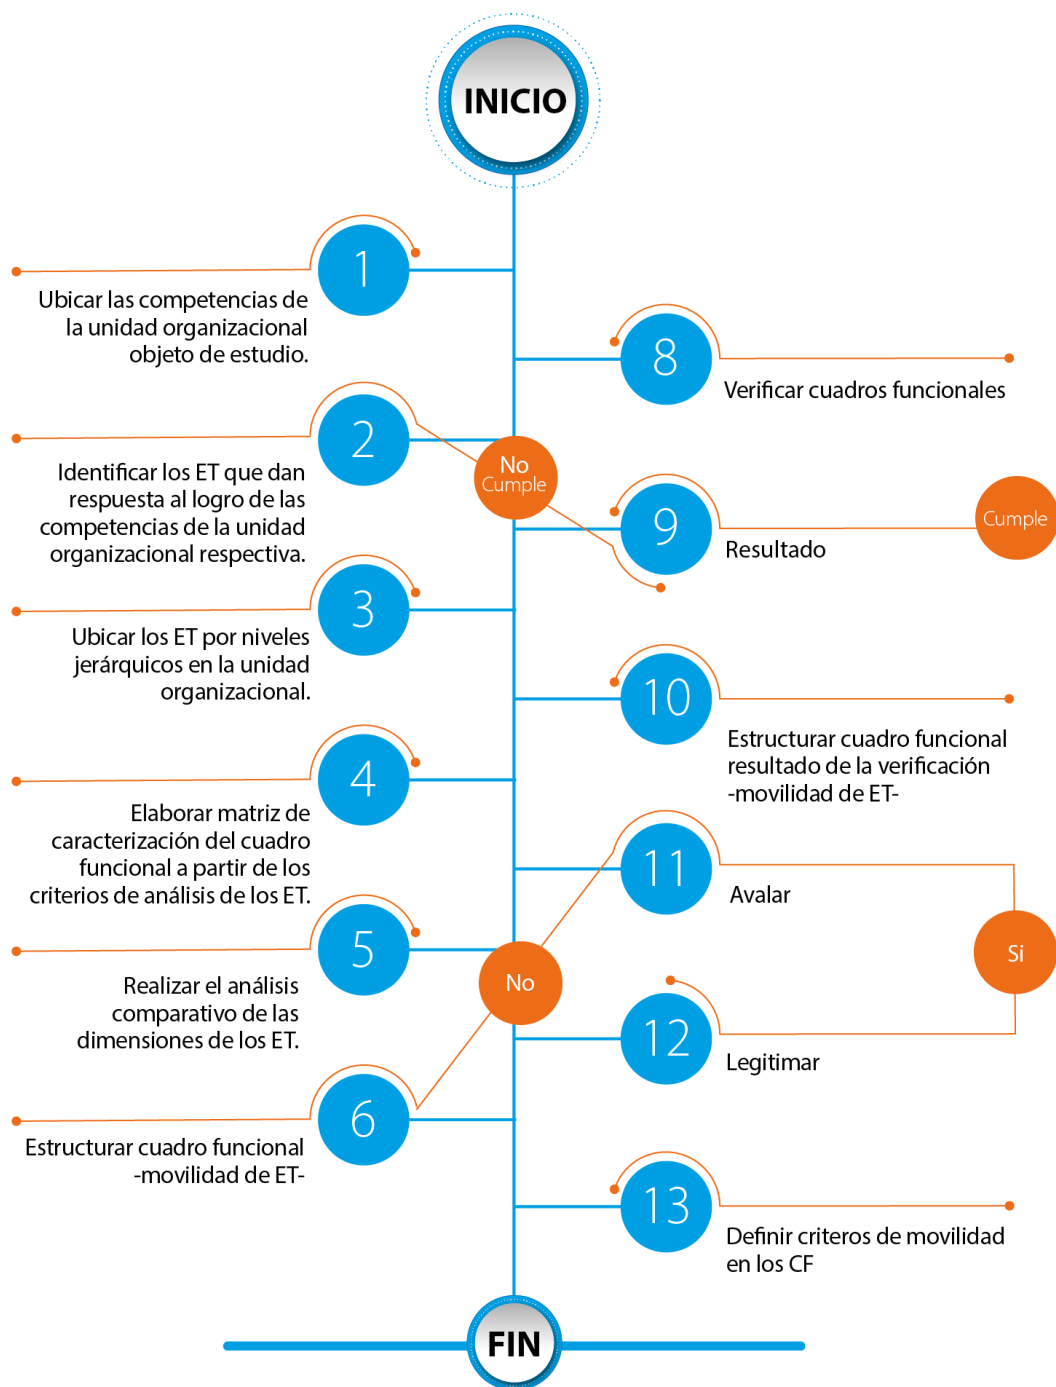 INICIO
1
Ubicar las competencias de
la unidad organizacional
objeto de estudio.
2
Identificar los ET que dan
respuesta al logro de las
competencias de la unidad
organizacional respectiva.
3
Ubicar los ET por niveles
jerárquicos en la unidad
organizacional.
4
Elaborar matriz de
caracterización del cuadro
funcional a partir de los
criterios de análisis de los ET.
5
Realizar el análisis
comparativo de las
dimensiones de los ET.
6
Estructurar cuadro funcional
-movilidad de ET-
No
Cumple
No
8
Verificar cuadros funcionales
9
Resultado
Cumple
10
Estructurar cuadro funcional
resultado de la verificación
-movilidad de ET-
11
Avalar
Si
12
Legitimar
13
Definir criteros de movilidad
en los CF
FIN